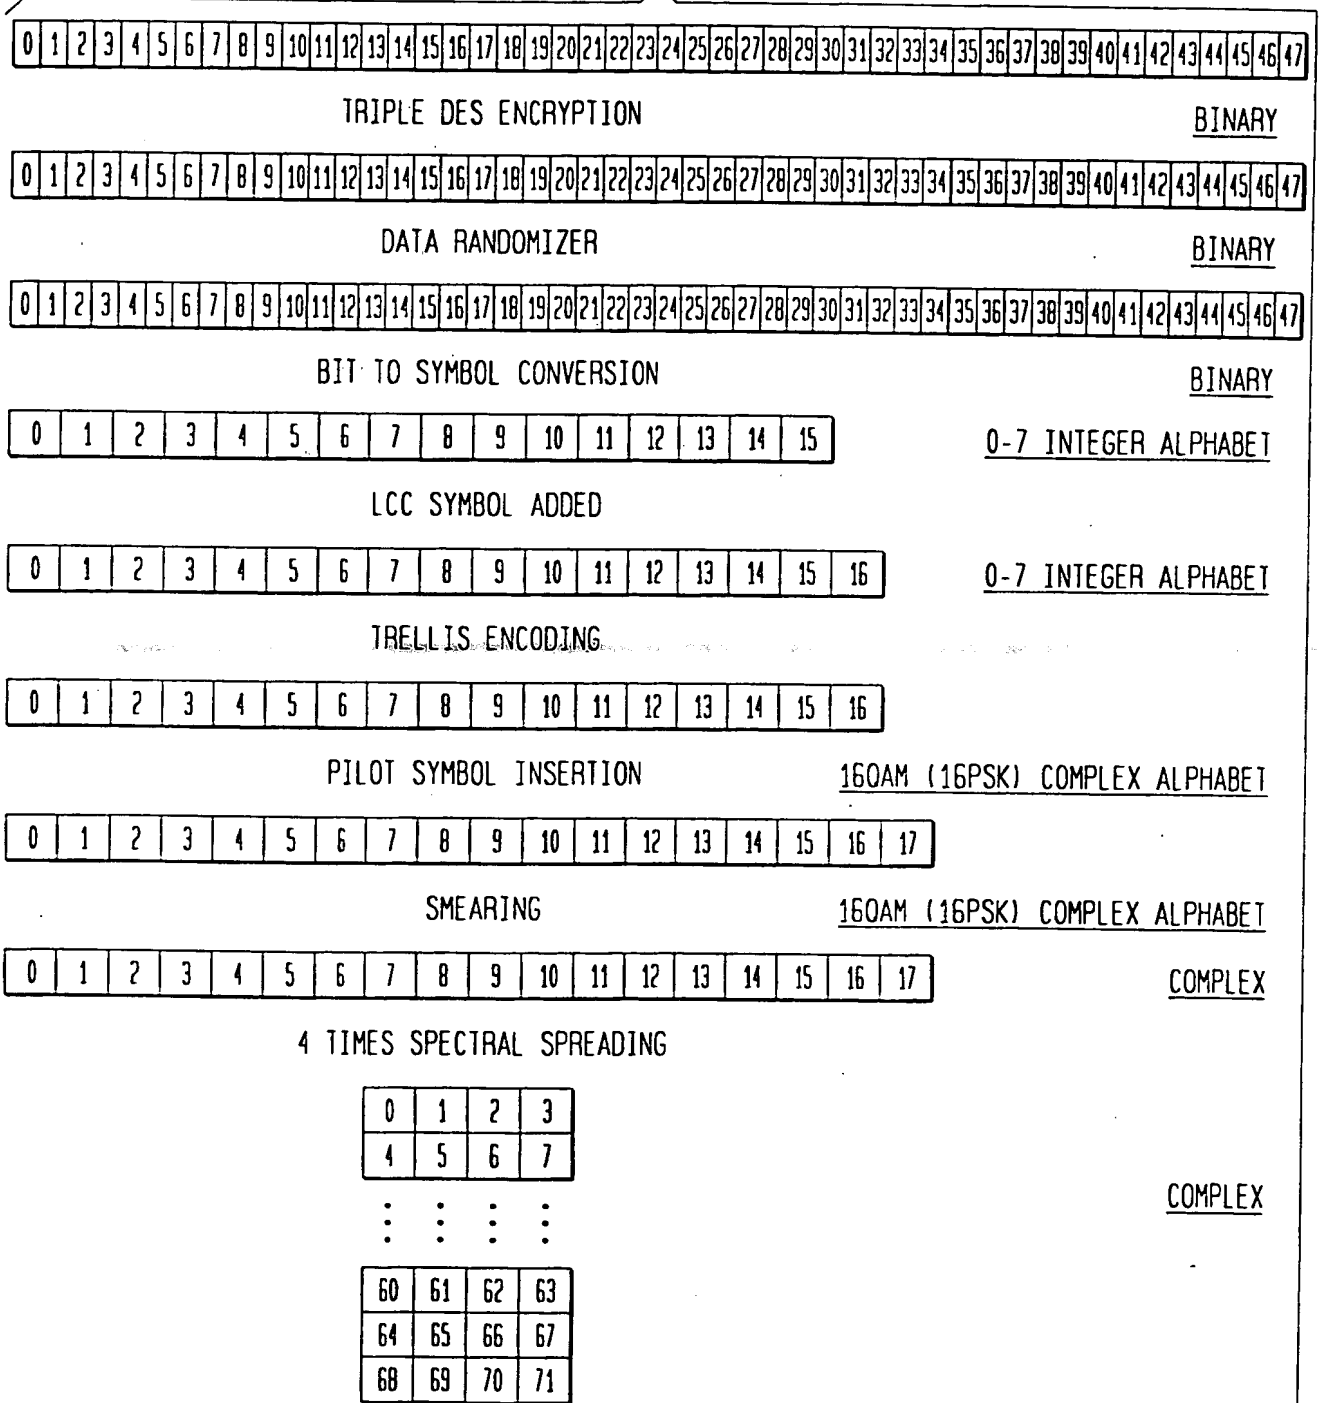 0 1 2 3 4 5 6 7 8 9 10 11 12 13 14 15 16 17 18 19 20 21 22 23 24 25 26 27 28 29 30 31 32 33 34 35 36 37 38 39 40 41 42 43 44 45 46 47
TRIPLE DES ENCRYPTION BINARY
0 1 2 3 4 5 6 7 8 9 10 11 12 13 14 15 16 17 18 19 20 21 22 23 24 25 26 27 28 29 30 31 32 33 34 35 36 37 38 39 40 41 42 43 44 45 46 47
DATA RANDOMIZER BINARY
0 1 2 3 4 5 6 7 8 9 10 11 12 13 14 15 16 17 18 19 20 21 22 23 24 25 26 27 28 29 30 31 32 33 34 35 36 37 38 39 40 41 42 43 44 45 46 47
BIT TO SYMBOL CONVERSION BINARY
0 1 2 3 4 5 6 7 8 9 10 11 12 13 14 15 0-7 INTEGER ALPHABET
LCC SYMBOL ADDED
0 1 2 3 4 5 6 7 8 9 10 11 12 13 14 15 16 0-7 INTEGER ALPHABET
TRELLIS ENCODING
0 1 2 3 4 5 6 7 8 9 10 11 12 13 14 15 16
PILOT SYMBOL INSERTION 16QAM (16PSK) COMPLEX ALPHABET
0 1 2 3 4 5 6 7 8 9 10 11 12 13 14 15 16 17
SMEARING 16QAM (16PSK) COMPLEX ALPHABET
0 1 2 3 4 5 6 7 8 9 10 11 12 13 14 15 16 17 COMPLEX
4 TIMES SPECTRAL SPREADING
0 1 2 3
4 5 6 7
COMPLEX
60 61 62 63
64 65 66 67
68 69 70 71